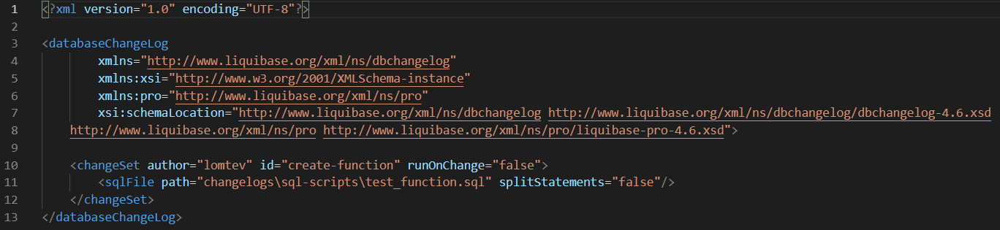 1 <?xml version="1.0" encoding="UTF-8"?>
2
3 <databaseChangeLog
4 xmlns="http://www.liquibase.org/xml/ns/dbchangelog"
5 xmlns:xsi="http://www.w3.org/2001/XMLSchema-instance"
6 xmlns:pro="http://www.liquibase.org/xml/ns/pro"
7 xsi:schemaLocation="http://www.liquibase.org/xml/ns/dbchangelog http://www.liquibase.org/xml/ns/dbchangelog/dbchangelog-4.6.xsd
8 http://www.liquibase.org/xml/ns/pro http://www.liquibase.org/xml/ns/pro/liquibase-pro-4.6.xsd">
9
10 <changeSet author="lomtev" id="create-function" runOnChange="false">
11 <sqlFile path="changelogs\sql-scripts\test_function.sql" splitStatements="false"/>
12 </changeSet>
13 </databaseChangeLog>